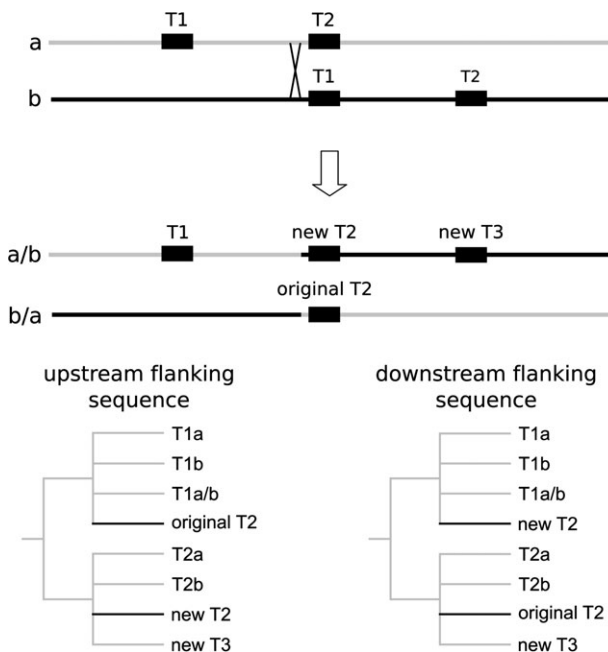 T1 T2
a
T1 T2
b
T1 new T2 new T3
a/b
original T2
b/a
upstream flanking
sequence
T1a
T1b
T1a/b
original T2
T2a
T2b
new T2
new T3
downstream flanking
sequence
T1a
T1b
T1a/b
new T2
T2a
T2b
original T2
new T3